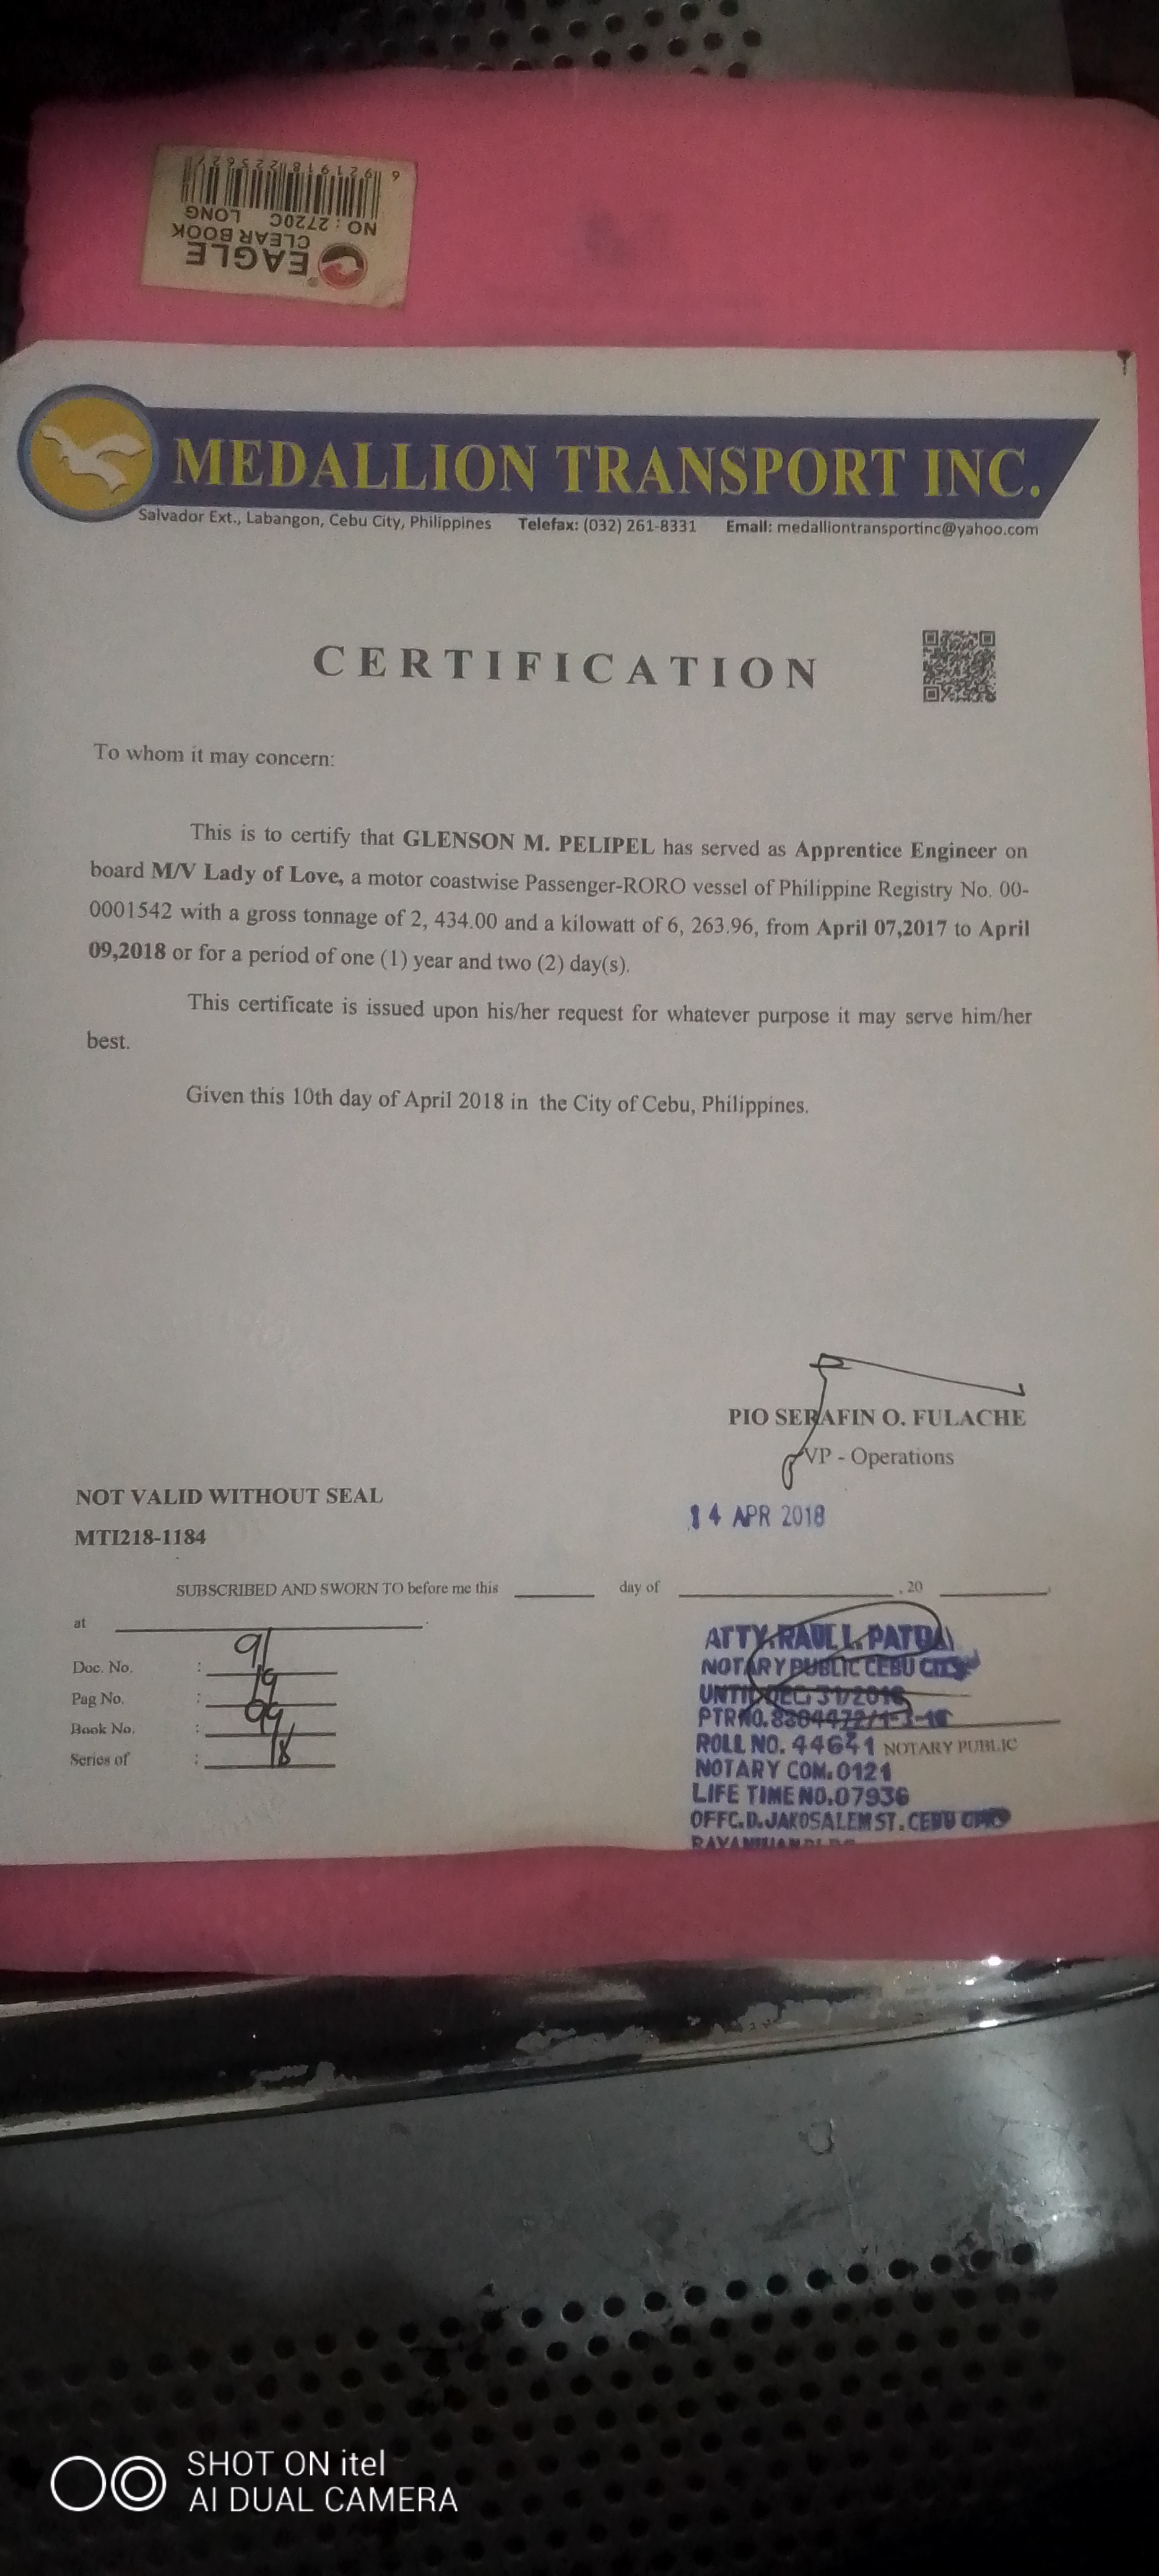 6 921918 225627
NO : 2720C LONG
CLEAR BOOK
EAGLE
MEDALLION TRANSPORT INC.
Salvador Ext., Labangon, Cebu City, Philippines Telefax: (032) 261-8331 Email: medalliontransportinc@yahoo.com
CERTIFICATION
To whom it may concern:
This is to certify that GLENSON M. PELIPEL has served as Apprentice Engineer on
board M/V Lady of Love, a motor coastwise Passenger-RORO vessel of Philippine Registry No. 00-
0001542 with a gross tonnage of 2, 434.00 and a kilowatt of 6, 263.96, from April 07,2017 to April
09,2018 or for a period of one (1) year and two (2) day(s).
This certificate is issued upon his/her request for whatever purpose it may serve him/her
best.
Given this 10th day of April 2018 in the City of Cebu, Philippines.
PIO SERAFIN O. FULACHE
VP - Operations
NOT VALID WITHOUT SEAL
14 APR 2018
MTI218-1184
SUBSCRIBED AND SWORN TO before me this day of , 20
at
Doc. No. : 91
Pag No. : 19
Book No. : 99
Series of : 18
ATTY. RAUL L.
NOTARY PUBLIC CEBU CITY
UNTIL DEC. 31/2018
PTR NO.
ROLL NO. 44641 NOTARY PUBLIC
NOTARY COM. 0121
LIFE TIME NO. 07936
OFFC. D. JAKOSALEM ST. CEBU CITY
SHOT ON itel
AI DUAL CAMERA